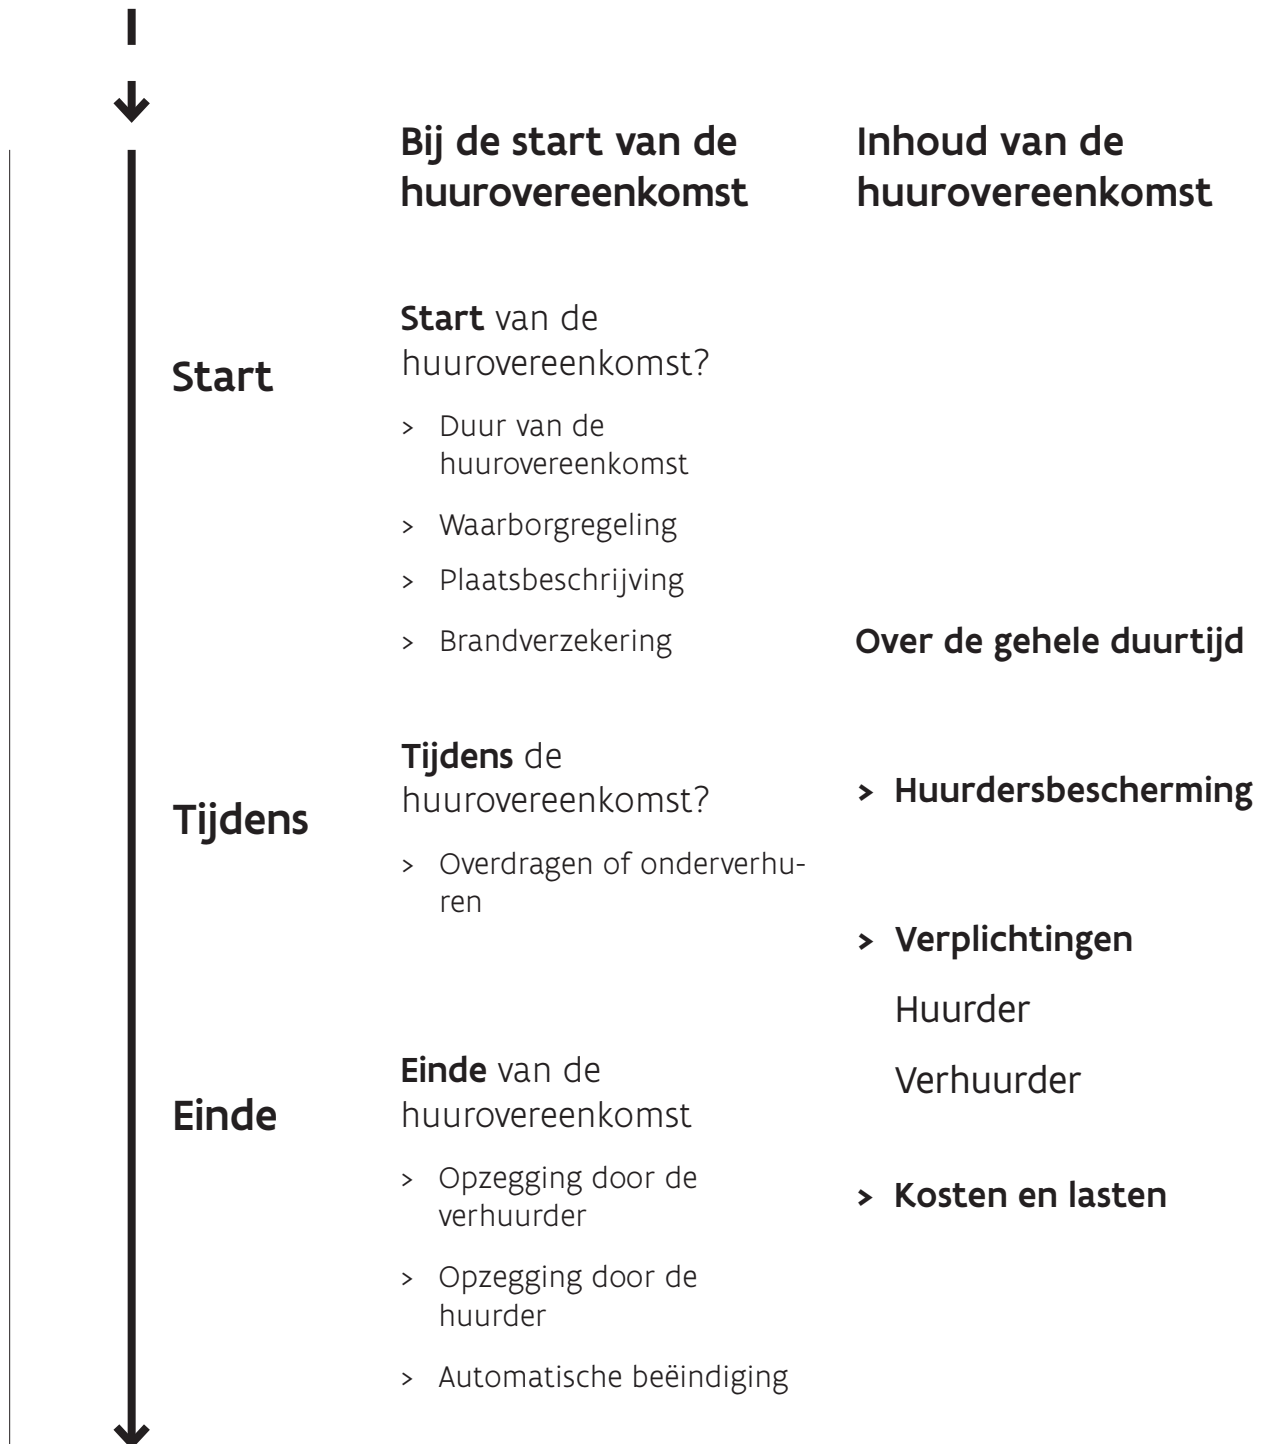 Bij de start van de
huurovereenkomst
Inhoud van de
huurovereenkomst
Start
Start van de
huurovereenkomst?
> Duur van de
huurovereenkomst
> Waarborgregeling
> Plaatsbeschrijving
> Brandverzekering
Tijdens
Tijdens de
huurovereenkomst?
> Overdragen of onderverhu-
ren
Einde
Einde van de
huurovereenkomst
> Opzegging door de
verhuurder
> Opzegging door de
huurder
> Automatische beëindiging
Over de gehele duurtijd
> Huurdersbescherming
> Verplichtingen
Huurder
Verhuurder
> Kosten en lasten